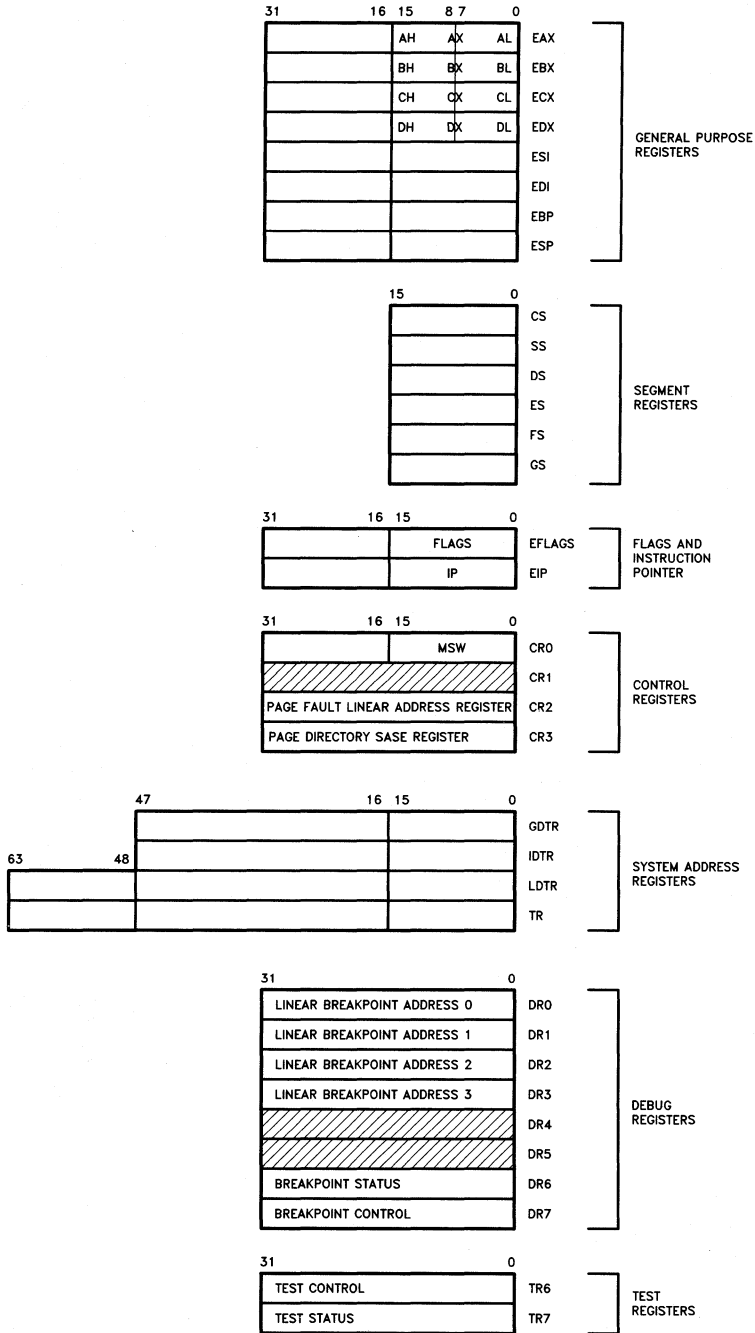 31 16 15 8 7 0
AH AX AL EAX
BH BX BL EBX
CH CX CL ECX
DH DX DL EDX
ESI
EDI
EBP
ESP
GENERAL PURPOSE
REGISTERS
15 0
CS
SS
DS
ES
FS
GS
SEGMENT
REGISTERS
31 16 15 0
FLAGS EFLAGS
IP EIP
FLAGS AND
INSTRUCTION
POINTER
31 16 15 0
MSW CR0
CR1
PAGE FAULT LINEAR ADDRESS REGISTER CR2
PAGE DIRECTORY SASE REGISTER CR3
CONTROL
REGISTERS
47 16 15 0
GDTR
63 48 IDTR
LDTR
TR
SYSTEM ADDRESS
REGISTERS
31 0
LINEAR BREAKPOINT ADDRESS 0 DR0
LINEAR BREAKPOINT ADDRESS 1 DR1
LINEAR BREAKPOINT ADDRESS 2 DR2
LINEAR BREAKPOINT ADDRESS 3 DR3
DR4
DR5
BREAKPOINT STATUS DR6
BREAKPOINT CONTROL DR7
DEBUG
REGISTERS
31 0
TEST CONTROL TR6
TEST STATUS TR7
TEST
REGISTERS